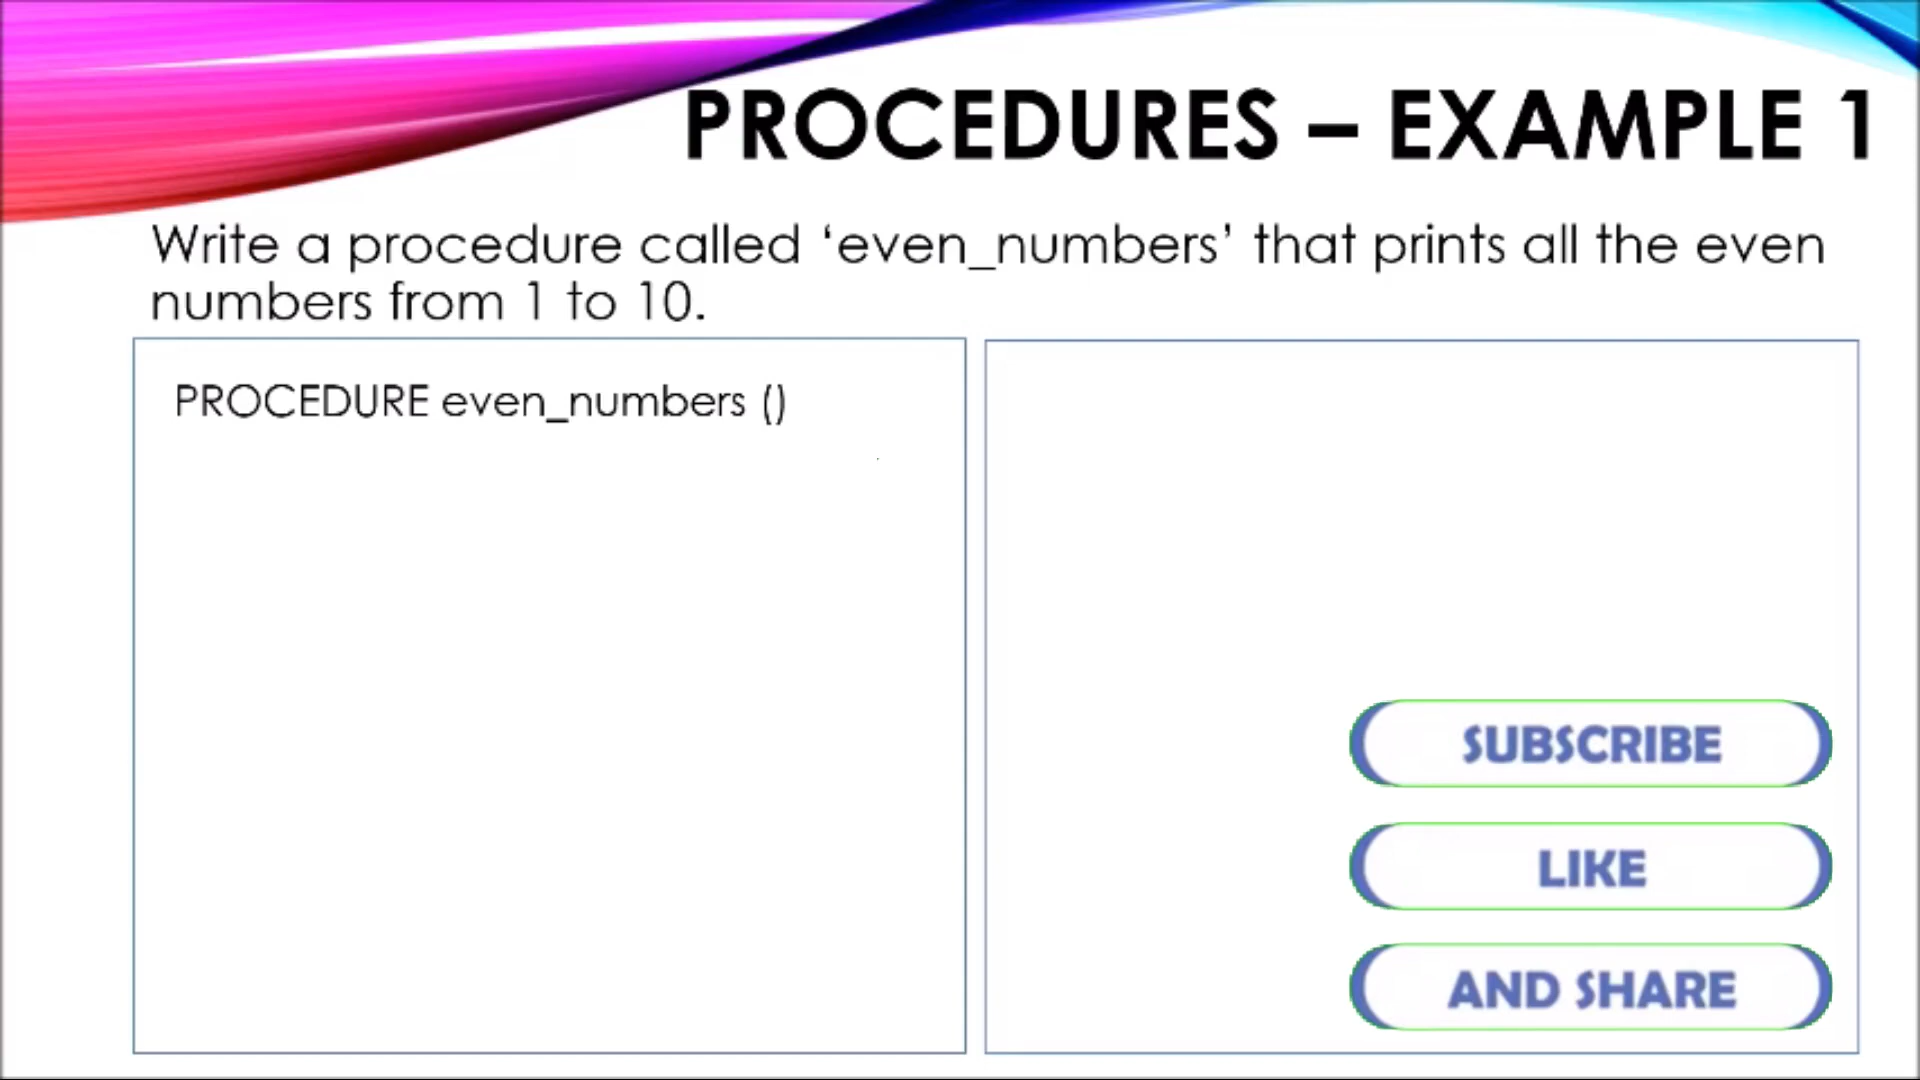 PROCEDURES – EXAMPLE 1
Write a procedure called ‘even_numbers’ that prints all the even
numbers from 1 to 10.
PROCEDURE even_numbers ()
SUBSCRIBE
LIKE
AND SHARE